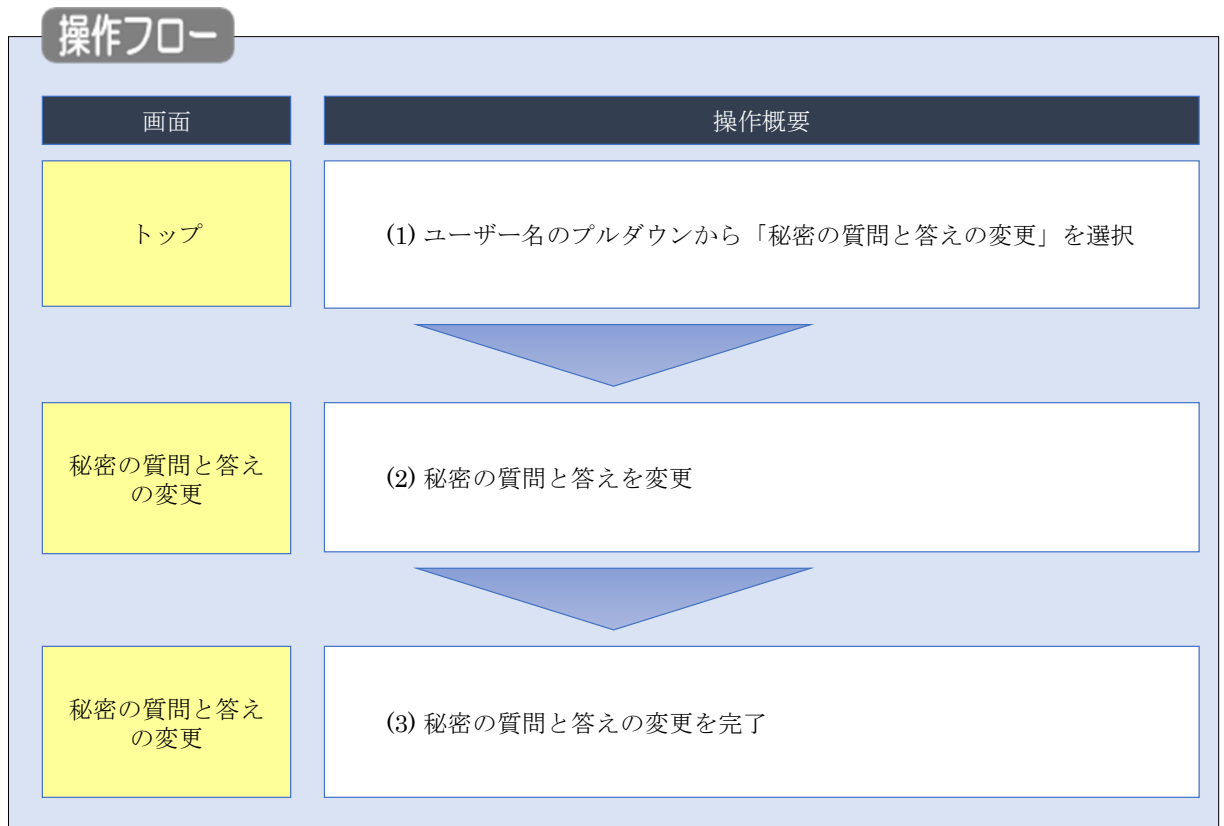 操作フロー
画面
操作概要
トップ
(1) ユーザー名のプルダウンから「秘密の質問と答えの変更」を選択
秘密の質問と答え
の変更
(2) 秘密の質問と答えを変更
秘密の質問と答え
の変更
(3) 秘密の質問と答えの変更を完了